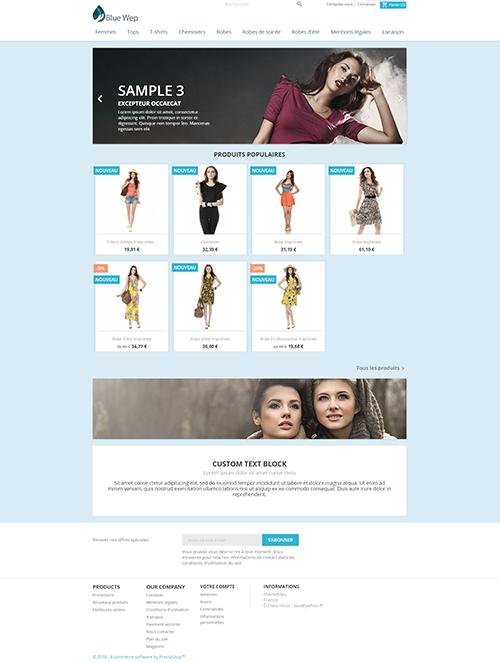 Rechercher
Contactez-nous
Connexion
Panier (0)
Blue Wep
Femmes Tops T-shirts Chemisiers Robes Robes de soirée Robes d'été Mentions légales Livraison
SAMPLE 3
EXCEPTEUR OCCAECAT
Lorem ipsum dolor sit amet, consectetur
adipiscing elit. Proin tristique in tortor et
dignissim. Quisque non tempor leo. Maecenas
egestas sem elit
PRODUITS POPULAIRES
NOUVEAU NOUVEAU NOUVEAU NOUVEAU
T-Shirt Délavé À Manches...
Chemisier
Robe Imprimée
Robe Imprimée
19,81 € 32,39 € 31,19 € 61,19 €
-5% -20%
NOUVEAU NOUVEAU NOUVEAU
Robe D'été Imprimée
Robe D'été Imprimée
Robe En Mousseline Imprimée
34,77 € 36,60 € 19,68 €
Tous les produits
CUSTOM TEXT BLOCK
Lorem ipsum dolor sit amet conse ctetu
Sit amet conse ctetur adipisicing elit, sed do eiusmod tempor incididunt ut labore et dolore magna aliqua. Ut enim ad
minim veniam, quis nostrud exercitation ullamco laboris nisi ut aliquip ex ea commodo consequat. Duis aute irure dolor in
reprehenderit.
Recevez nos offres spéciales
Votre adresse e-mail
S'ABONNER
Vous pouvez vous désinscrire à tout moment. Vous
trouverez pour cela nos informations de contact dans les
conditions d'utilisation du site.
PRODUCTS
Promotions
Nouveaux produits
Meilleures ventes
OUR COMPANY
Livraison
Mentions légales
Conditions d'utilisation
A propos
Paiement sécurisé
Nous contacter
Plan du site
Magasins
VOTRE COMPTE
Adresses
Avoirs
Commandes
Informations
personnelles
INFORMATIONS
themebleu
France
Écrivez-nous : aaa@yahoo.fr
© 2016 - Ecommerce software by PrestaShop™